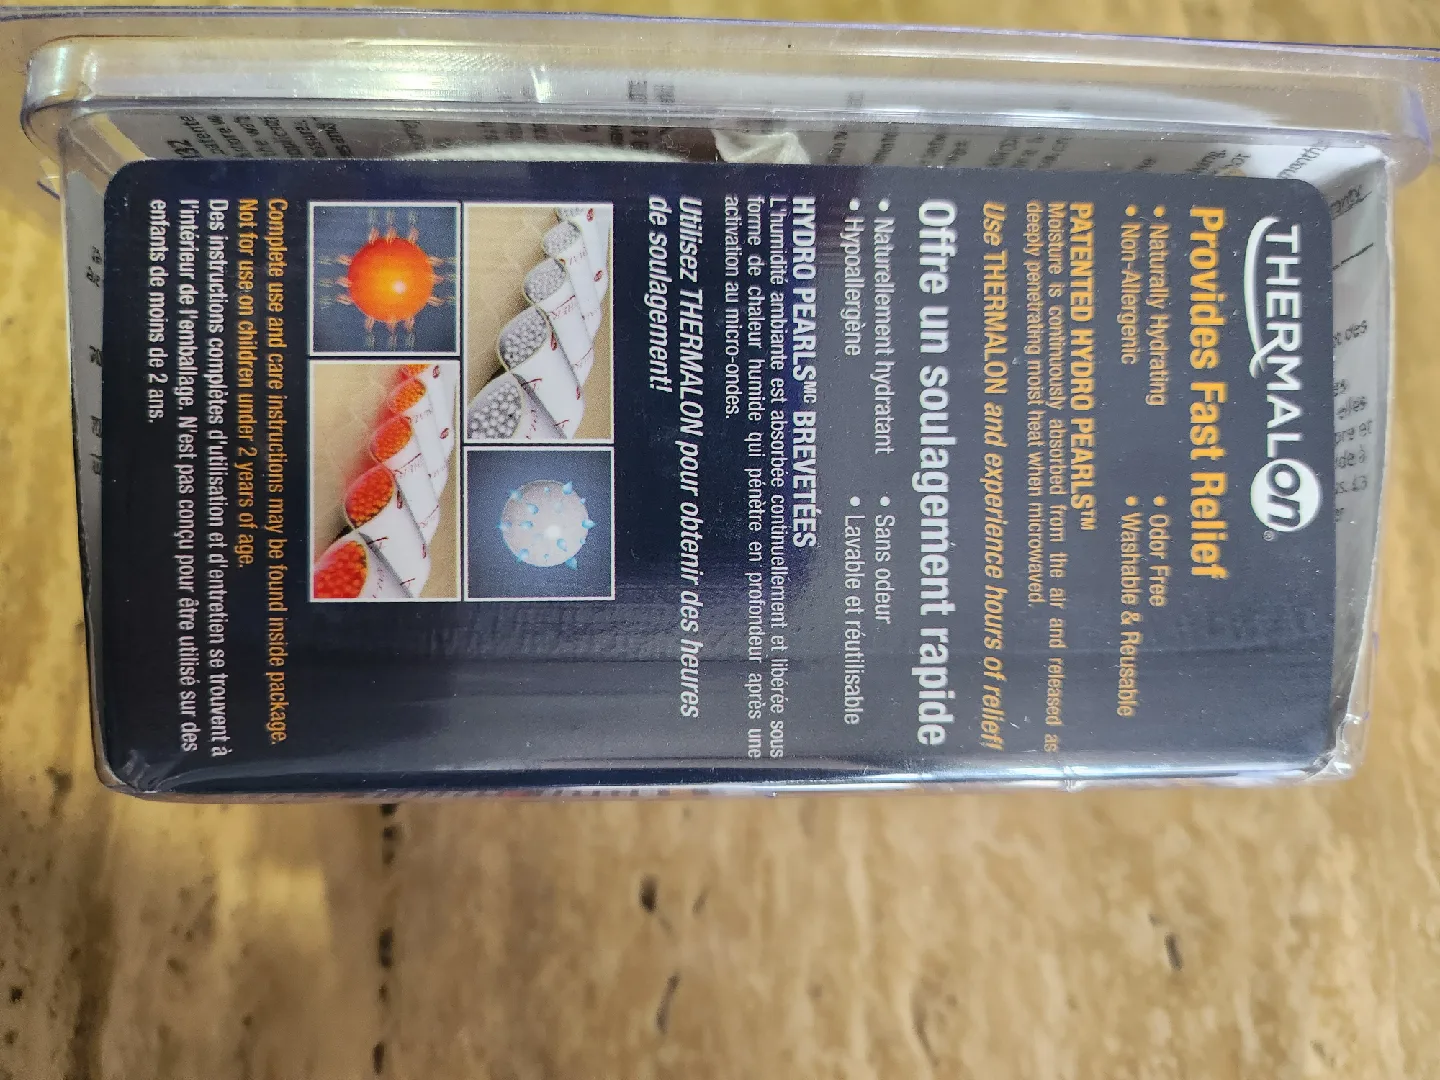 THERMALON®
Provides Fast Relief
• Naturally Hydrating • Odor Free
• Non-Allergenic • Washable & Reusable
PATENTED HYDRO PEARLS™
Moisture is continuously absorbed from the air and released as
deeply penetrating moist heat when microwaved.
Use THERMALON and experience hours of relief!
Offre un soulagement rapide
• Naturellement hydratant • Sans odeur
• Hypoallergène • Lavable et réutilisable
HYDRO PEARLS MC BREVETÉES
L'humidité ambiante est absorbée continuellement et libérée sous
forme de chaleur humide qui pénètre en profondeur après une
activation au micro-ondes.
Utilisez THERMALON pour obtenir des heures
de soulagement!
Complete use and care instructions may be found inside package.
Not for use on children under 2 years of age.
Des instructions complètes d'utilisation et d'entretien se trouvent à
l'intérieur de l'emballage. N'est pas conçu pour être utilisé sur des
enfants de moins de 2 ans.